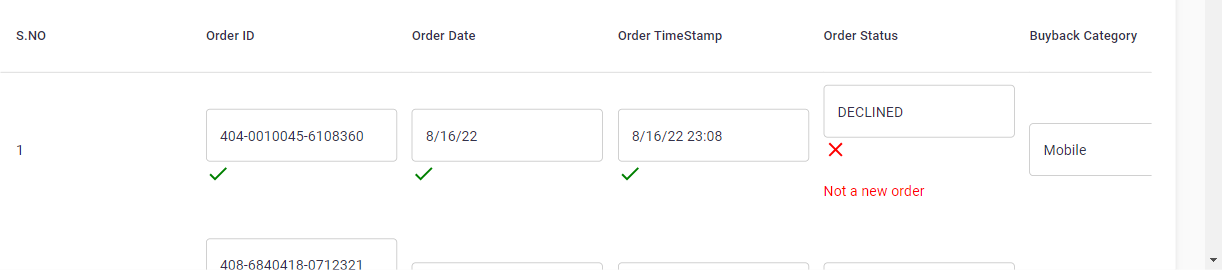 S.NO Order ID Order Date Order TimeStamp Order Status Buyback Category
1 404-0010045-6108360 8/16/22 8/16/22 23:08 DECLINED Mobile
Not a new order
408-6840418-0712321